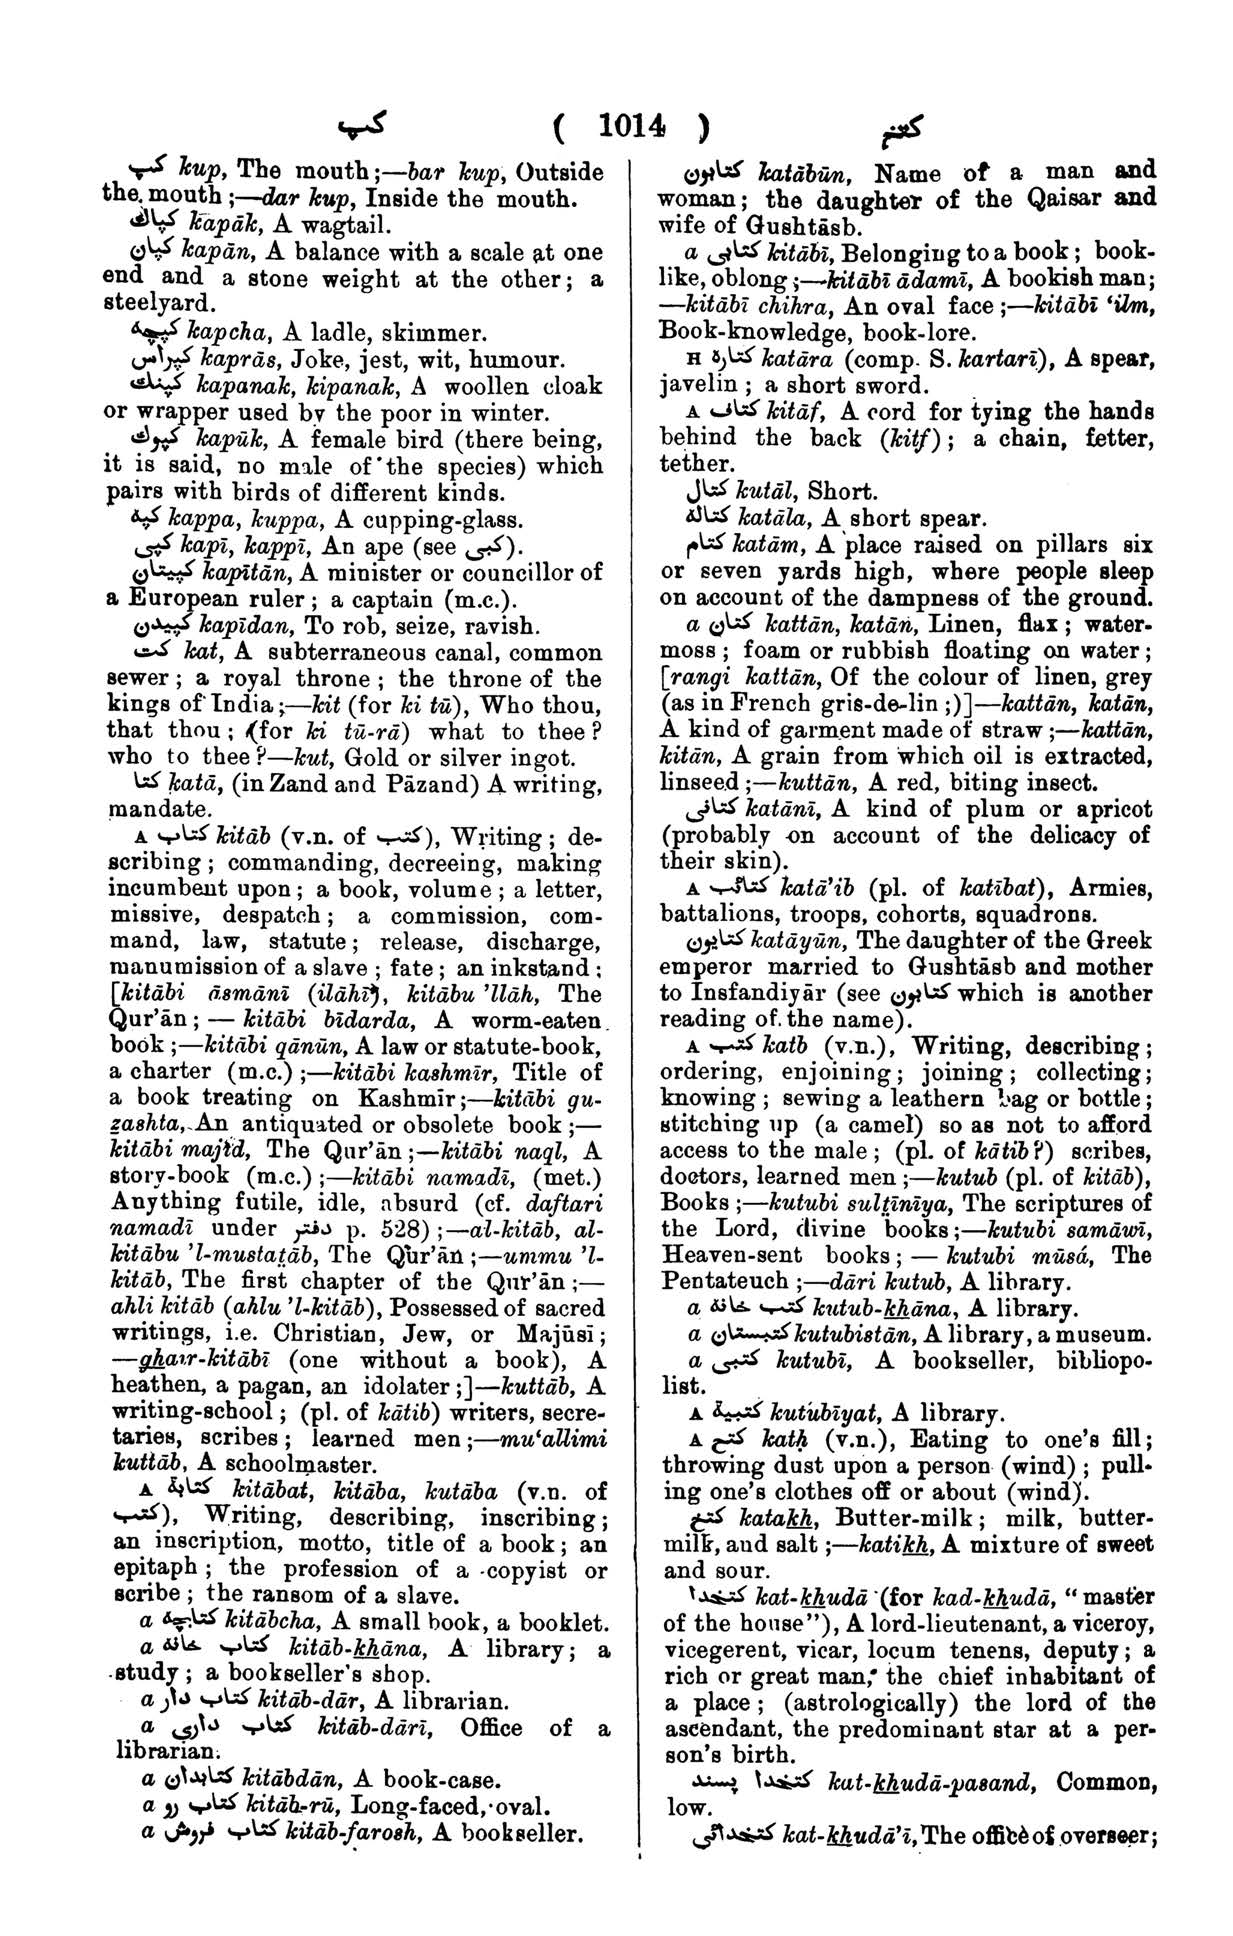 کپ ( 1014 ) کتخ
کپ kup, The mouth;—bar kup, Outside
the mouth;—dar kup, Inside the mouth.
کپاك kapāk, A wagtail.
کپان kapān, A balance with a scale at one
end and a stone weight at the other; a
steelyard.
کپچه kapcha, A ladle, skimmer.
کپراس kaprās, Joke, jest, wit, humour.
کپنك kapanak, kipanak, A woollen cloak
or wrapper used by the poor in winter.
کپوك kapūk, A female bird (there being,
it is said, no male of the species) which
pairs with birds of different kinds.
کپه kappa, kuppa, A cupping-glass.
کپی kapī, kappī, An ape (see کبی).
کپیتان kapītān, A minister or councillor of
a European ruler; a captain (m.c.).
کپیدن kapīdan, To rob, seize, ravish.
کت kat, A subterraneous canal, common
sewer; a royal throne; the throne of the
kings of India;—kit (for ki tū), Who thou,
that thou; (for ki tū-rā) what to thee?
who to thee?—kut, Gold or silver ingot.
کتا katā, (in Zand and Pāzand) A writing,
mandate.
A کتاب kitāb (v.n. of کتب), Writing; de-
scribing; commanding, decreeing, making
incumbent upon; a book, volume; a letter,
missive, despatch; a commission, com-
mand, law, statute; release, discharge,
manumission of a slave; fate; an inkstand;
[kitābi āsmānī (ilāhī), kitābu 'llāh, The
Qur'ān;—kitābi bīdarda, A worm-eaten
book;—kitābi qānūn, A law or statute-book,
a charter (m.c.);—kitābi kashmīr, Title of
a book treating on Kashmīr;—kitābi gu-
zashta, An antiquated or obsolete book;—
kitābi majīd, The Qur'ān;—kitābi naql, A
story-book (m.c.);—kitābi namadī, (met.)
Anything futile, idle, absurd (cf. daftari
namadī under دفتر p. 528);—al-kitāb, al-
kitābu 'l-mustat̤āb, The Qur'ān;—ummu 'l-
kitāb, The first chapter of the Qur'ān;—
ahli kitāb (ahlu 'l-kitāb), Possessed of sacred
writings, i.e. Christian, Jew, or Majūsī;
—ghair-kitābī (one without a book), A
heathen, a pagan, an idolater;]—kuttāb, A
writing-school; (pl. of kātib) writers, secre-
taries, scribes; learned men;—mu‘allimi
kuttāb, A schoolmaster.
A کتابة kitābat, kitāba, kutāba (v.n. of
کتب), Writing, describing, inscribing;
an inscription, motto, title of a book; an
epitaph; the profession of a copyist or
scribe; the ransom of a slave.
a کتابچه kitābcha, A small book, a booklet.
a کتاب خانه kitāb-khāna, A library; a
study; a bookseller's shop.
a کتاب دار kitāb-dār, A librarian.
a کتاب داری kitāb-dārī, Office of a
librarian.
a کتابدان kitābdān, A book-case.
a کتاب رو kitāb-rū, Long-faced, oval.
a کتاب فروش kitāb-farosh, A bookseller.
کتابون katābūn, Name of a man and
woman; the daughter of the Qaisar and
wife of Gushtāsb.
a کتابی kitābī, Belonging to a book; book-
like, oblong;—kitābī ādamī, A bookish man;
—kitābī chihra, An oval face;—kitābī ‘ilm,
Book-knowledge, book-lore.
H کتاره katāra (comp. S. kartarī), A spear,
javelin; a short sword.
A کتاف kitāf, A cord for tying the hands
behind the back (kitf); a chain, fetter,
tether.
کتال kutāl, Short.
کتاله katāla, A short spear.
کتام katām, A place raised on pillars six
or seven yards high, where people sleep
on account of the dampness of the ground.
a کتان kattān, katān, Linen, flax; water-
moss; foam or rubbish floating on water;
[rangi kattān, Of the colour of linen, grey
(as in French gris-de-lin;)]—kattān, katān,
A kind of garment made of straw;—kattān,
kitān, A grain from which oil is extracted,
linseed;—kuttān, A red, biting insect.
کتانی katānī, A kind of plum or apricot
(probably on account of the delicacy of
their skin).
A کتائب katā'ib (pl. of katībat), Armies,
battalions, troops, cohorts, squadrons.
کتایون katāyūn, The daughter of the Greek
emperor married to Gushtāsb and mother
to Insfandiyār (see کتابون which is another
reading of the name).
A کتب katb (v.n.), Writing, describing;
ordering, enjoining; joining; collecting;
knowing; sewing a leathern bag or bottle;
stitching up (a camel) so as not to afford
access to the male; (pl. of kātib?) scribes,
doctors, learned men;—kutub (pl. of kitāb),
Books;—kutubi sult̤īnīya, The scriptures of
the Lord, divine books;—kutubi samāwī,
Heaven-sent books;—kutubi mūsá, The
Pentateuch;—dāri kutub, A library.
a کتب خانه kutub-khāna, A library.
a کتبستان kutubistān, A library, a museum.
a کتبی kutubī, A bookseller, bibliopo-
list.
A کتبیة kutubīyat, A library.
A کتح katḥ (v.n.), Eating to one's fill;
throwing dust upon a person (wind); pull-
ing one's clothes off or about (wind).
کتخ katakh, Butter-milk; milk, butter-
milk, and salt;—katikh, A mixture of sweet
and sour.
کتخدا kat-khudā (for kad-khudā, "master
of the house"), A lord-lieutenant, a viceroy,
vicegerent, vicar, locum tenens, deputy; a
rich or great man; the chief inhabitant of
a place; (astrologically) the lord of the
ascendant, the predominant star at a per-
son's birth.
کتخدا پسند kat-khudā-pasand, Common,
low.
کتخدائی kat-khudā'ī, The office of overseer;